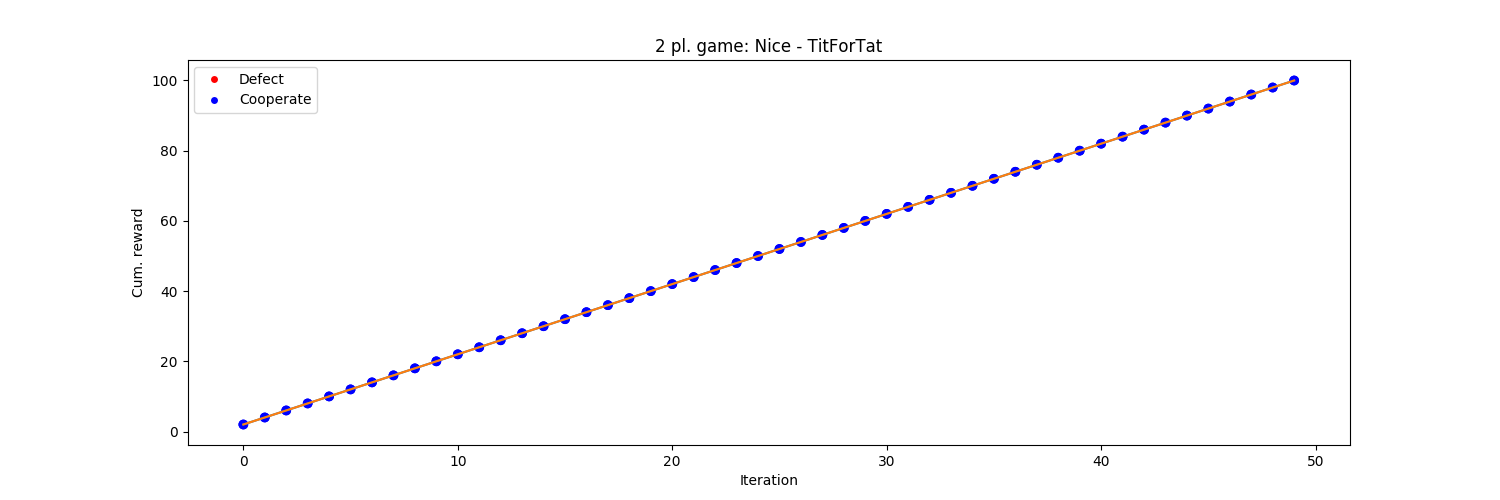 2 pl. game: Nice - TitForTat
Defect
Cooperate
100
80
60
40
20
0
Cum. reward
0 10 20 30 40 50
Iteration